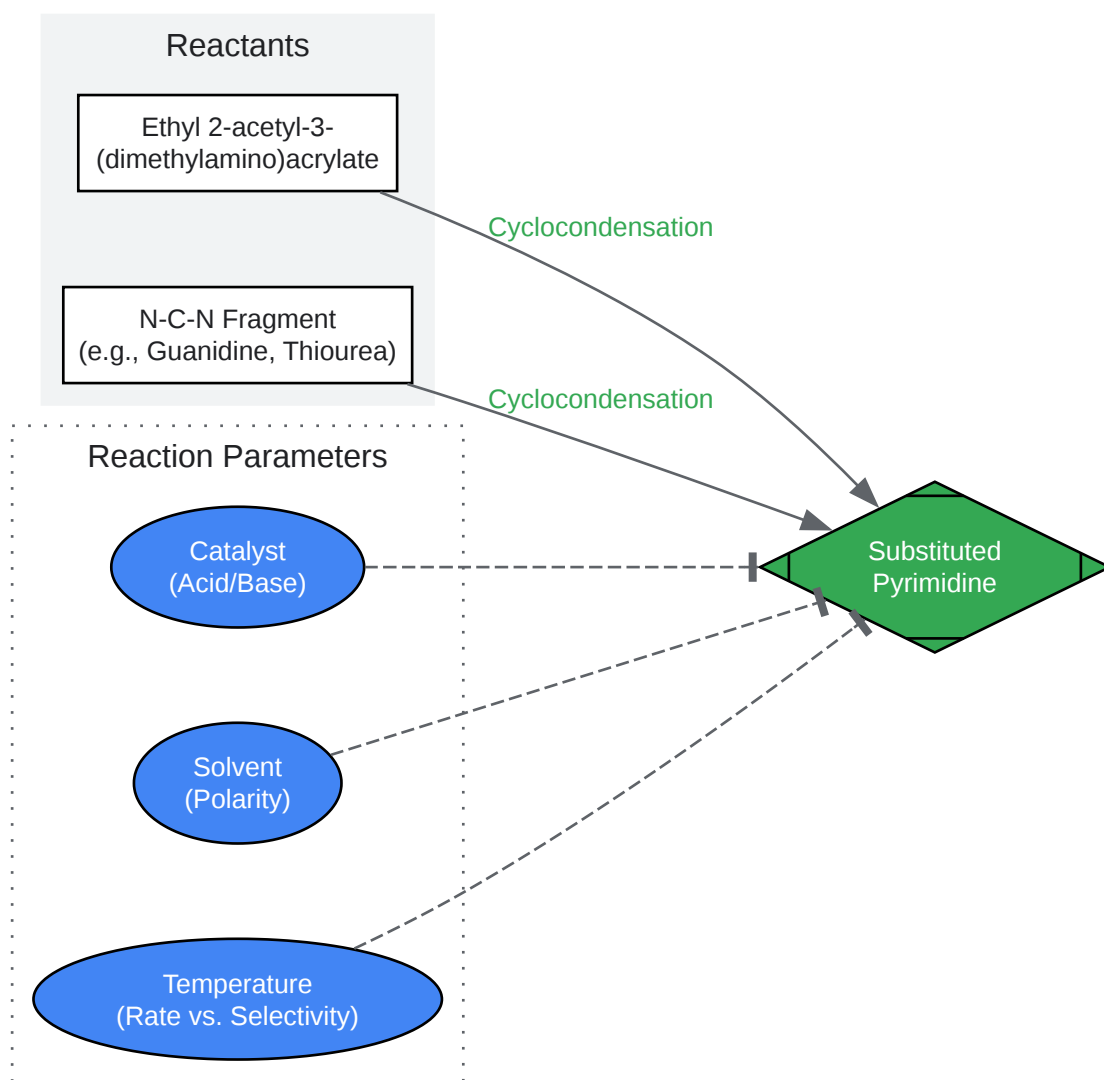 Reactants
Ethyl 2-acetyl-3-
(dimethylamino)acrylate
Cyclocondensation
N-C-N Fragment
(e.g., Guanidine, Thiourea)
Cyclocondensation
Reaction Parameters
Catalyst
(Acid/Base)
Substituted
Pyrimidine
Solvent
(Polarity)
Temperature
(Rate vs. Selectivity)